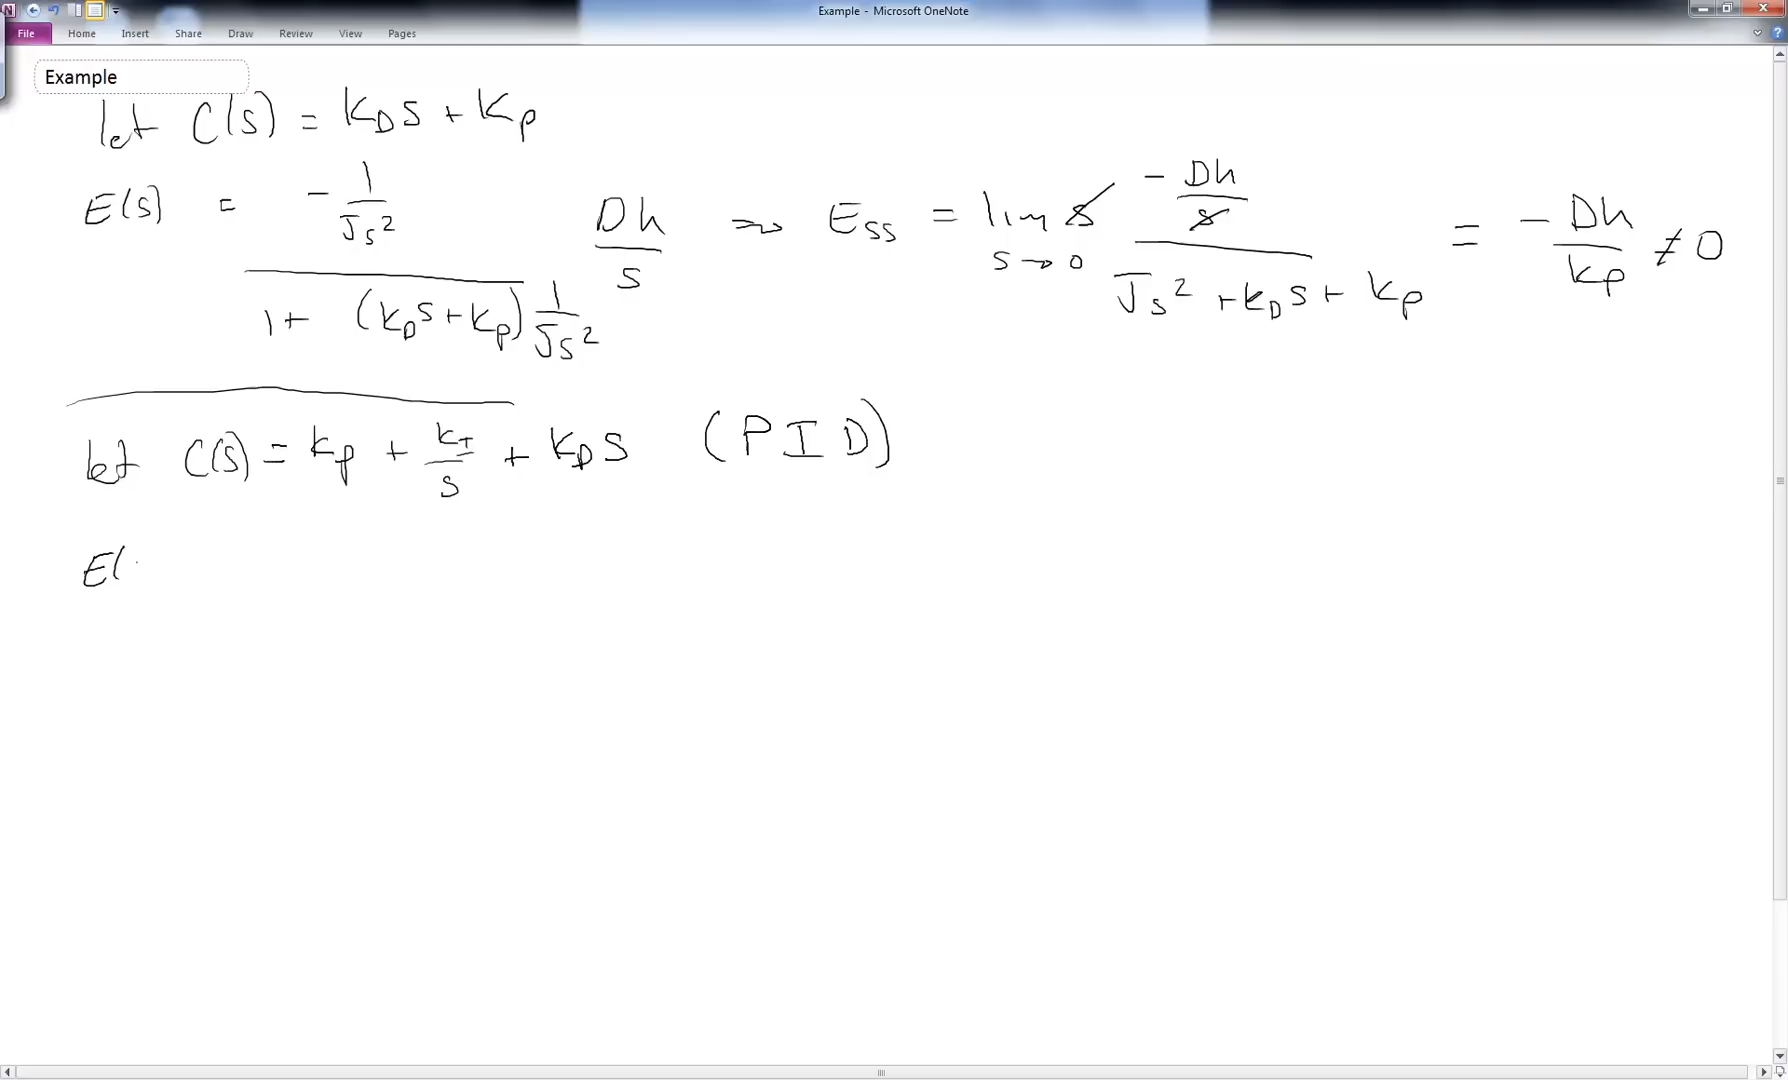 Example - Microsoft OneNote
File Home Insert Share Draw Review View Pages
Example
let C(s) = K_D s + K_p
E(s) = (-1/(Js²)) / (1 + (K_D s + K_p) 1/(Js²)) Dh/s ⇝ E_ss = lim_{s→0} s (-Dh/s) / (Js² + K_D s + K_p) = -Dh/K_p ≠ 0
let C(s) = K_p + K_I/s + K_D s (PID)
E(